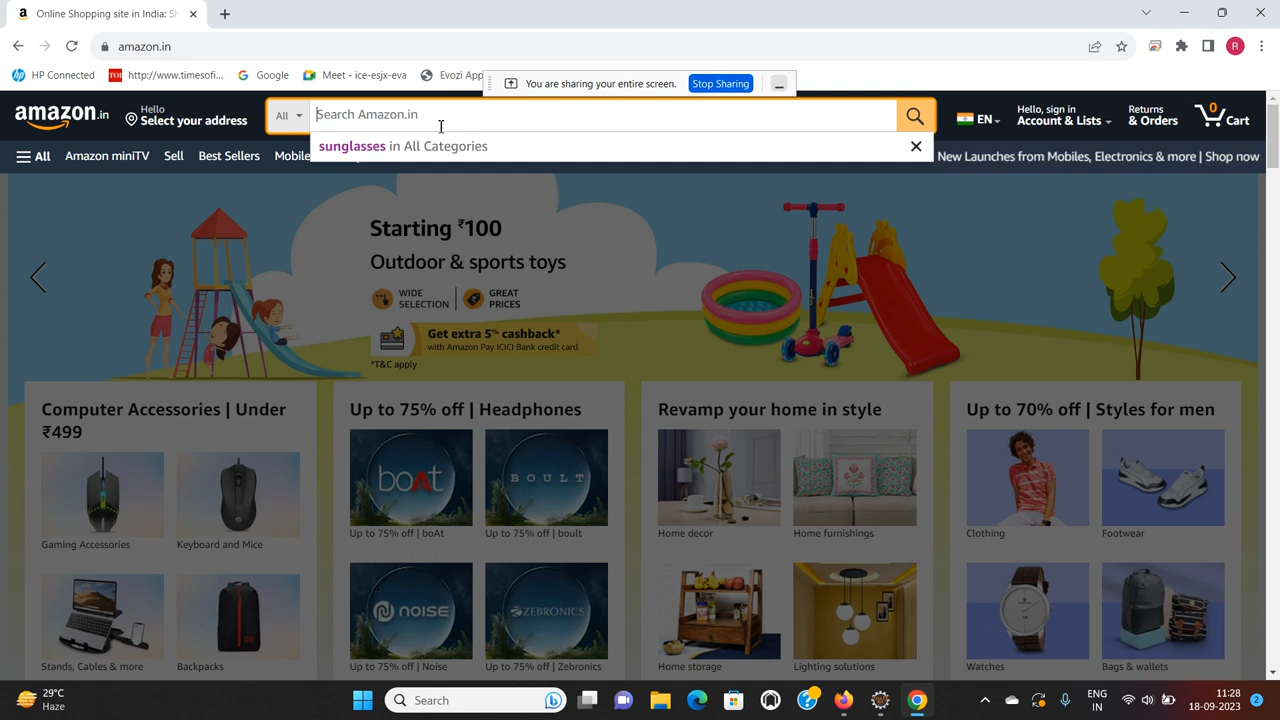 Online Shopping site in India: Sh
amazon.in
HP Connected
TOI http://www.timesofi...
Google
Meet - ice-esjx-eva
Evozi App
You are sharing your entire screen.
Stop Sharing
amazon.in
Hello
Select your address
All
Search Amazon.in
EN
Hello, sign in
Account & Lists
Returns
& Orders
0
Cart
sunglasses in All Categories
All
Amazon miniTV
Sell
Best Sellers
Mobile
New Launches from Mobiles, Electronics & more | Shop now
Starting ₹100
Outdoor & sports toys
WIDE
SELECTION
GREAT
PRICES
Get extra 5% cashback*
with Amazon Pay ICICI Bank credit card
*T&C apply
Computer Accessories | Under
₹499
Gaming Accessories
Keyboard and Mice
Stands, Cables & more
Backpacks
Up to 75% off | Headphones
boAt
BOULT
Up to 75% off | boAt
Up to 75% off | boult
NOISE
ZEBRONICS
Up to 75% off | Noise
Up to 75% off | Zebronics
Revamp your home in style
Home decor
Home furnishings
Home storage
Lighting solutions
Up to 70% off | Styles for men
Clothing
Footwear
Watches
Bags & wallets
29°C
Haze
Search
ENG
IN
11:28
18-09-2023
2